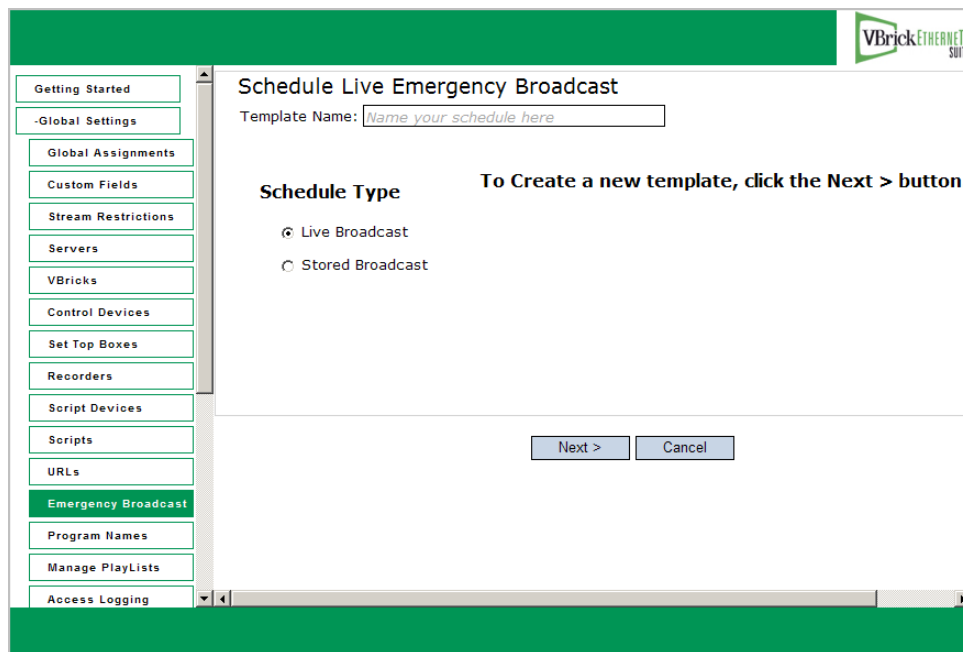 VBrick ETHERNET
SUIT
Getting Started
-Global Settings
Global Assignments
Custom Fields
Stream Restrictions
Servers
VBricks
Control Devices
Set Top Boxes
Recorders
Script Devices
Scripts
URLs
Emergency Broadcast
Program Names
Manage PlayLists
Access Logging
Schedule Live Emergency Broadcast
Template Name: Name your schedule here
Schedule Type
To Create a new template, click the Next > button
Live Broadcast
Stored Broadcast
Next >
Cancel